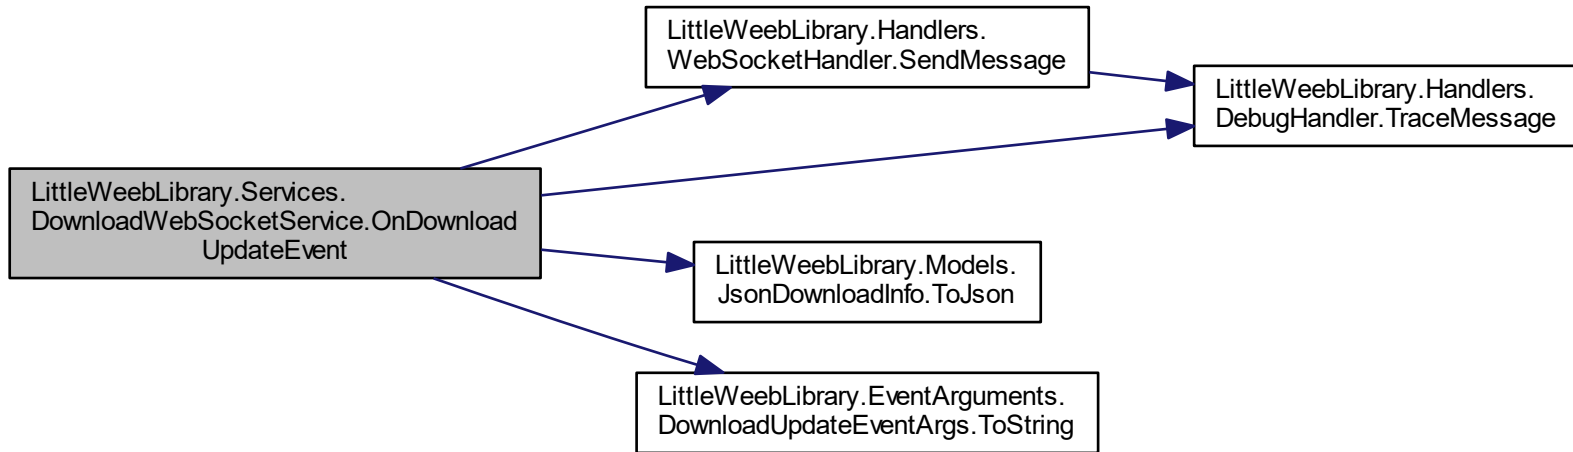 LittleWeebLibrary.Handlers.
WebSocketHandler.SendMessage
LittleWeebLibrary.Handlers.
DebugHandler.TraceMessage
LittleWeebLibrary.Services.
DownloadWebSocketService.OnDownload
UpdateEvent
LittleWeebLibrary.Models.
JsonDownloadInfo.ToJson
LittleWeebLibrary.EventArguments.
DownloadUpdateEventArgs.ToString